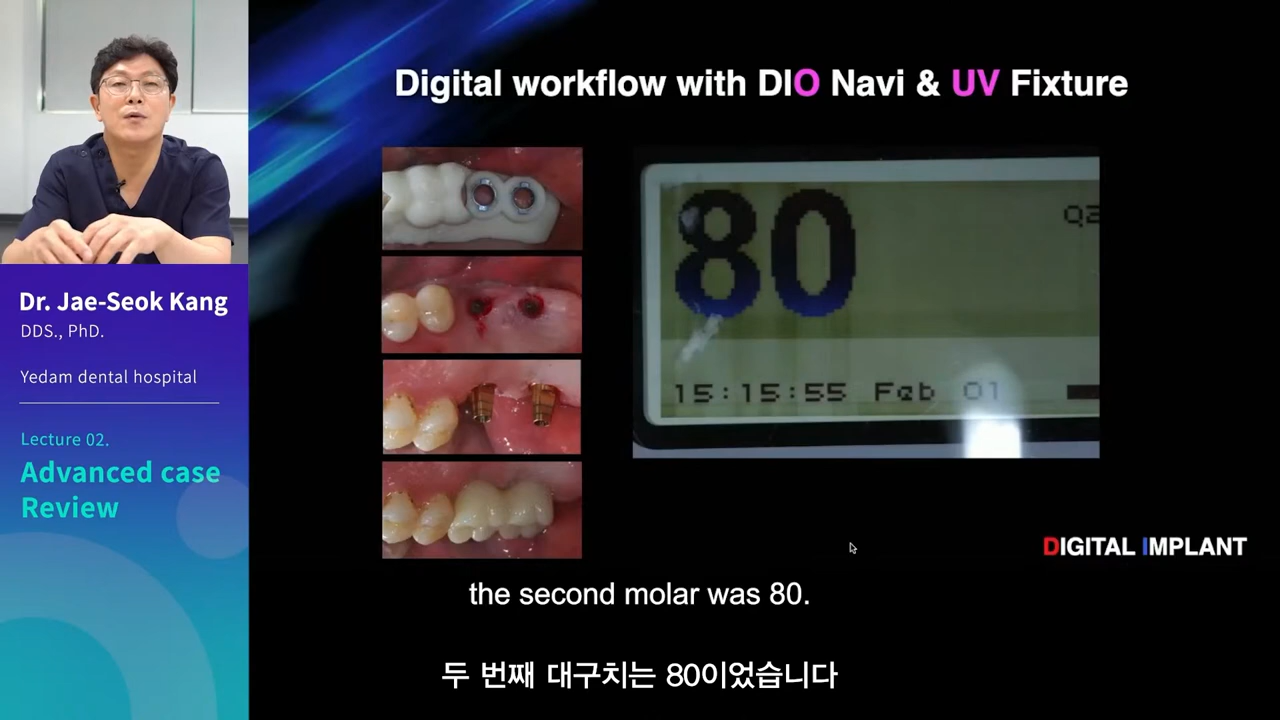 Dr. Jae-Seok Kang
DDS., PhD.
Yedam dental hospital
Lecture 02.
Advanced case
Review
Digital workflow with DIO Navi & UV Fixture
80
15:15:55 Feb 01
DIGITAL IMPLANT
the second molar was 80.
두 번째 대구치는 80이었습니다